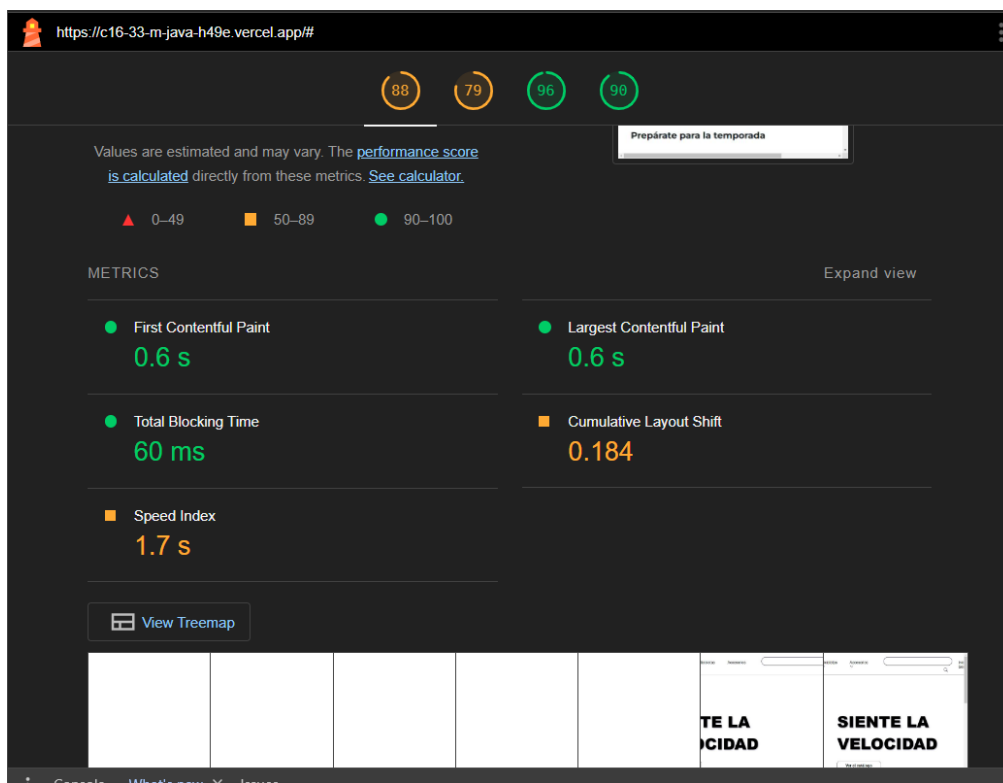 https://c16-33-m-java-h49e.vercel.app/#
88 79 96 90
Prepárate para la temporada
Values are estimated and may vary. The performance score
is calculated directly from these metrics. See calculator.
0–49 50–89 90–100
METRICS
Expand view
First Contentful Paint
0.6 s
Largest Contentful Paint
0.6 s
Total Blocking Time
60 ms
Cumulative Layout Shift
0.184
Speed Index
1.7 s
View Treemap
TE LA
OCIDAD
SIENTE LA
VELOCIDAD
Console What's new Issues